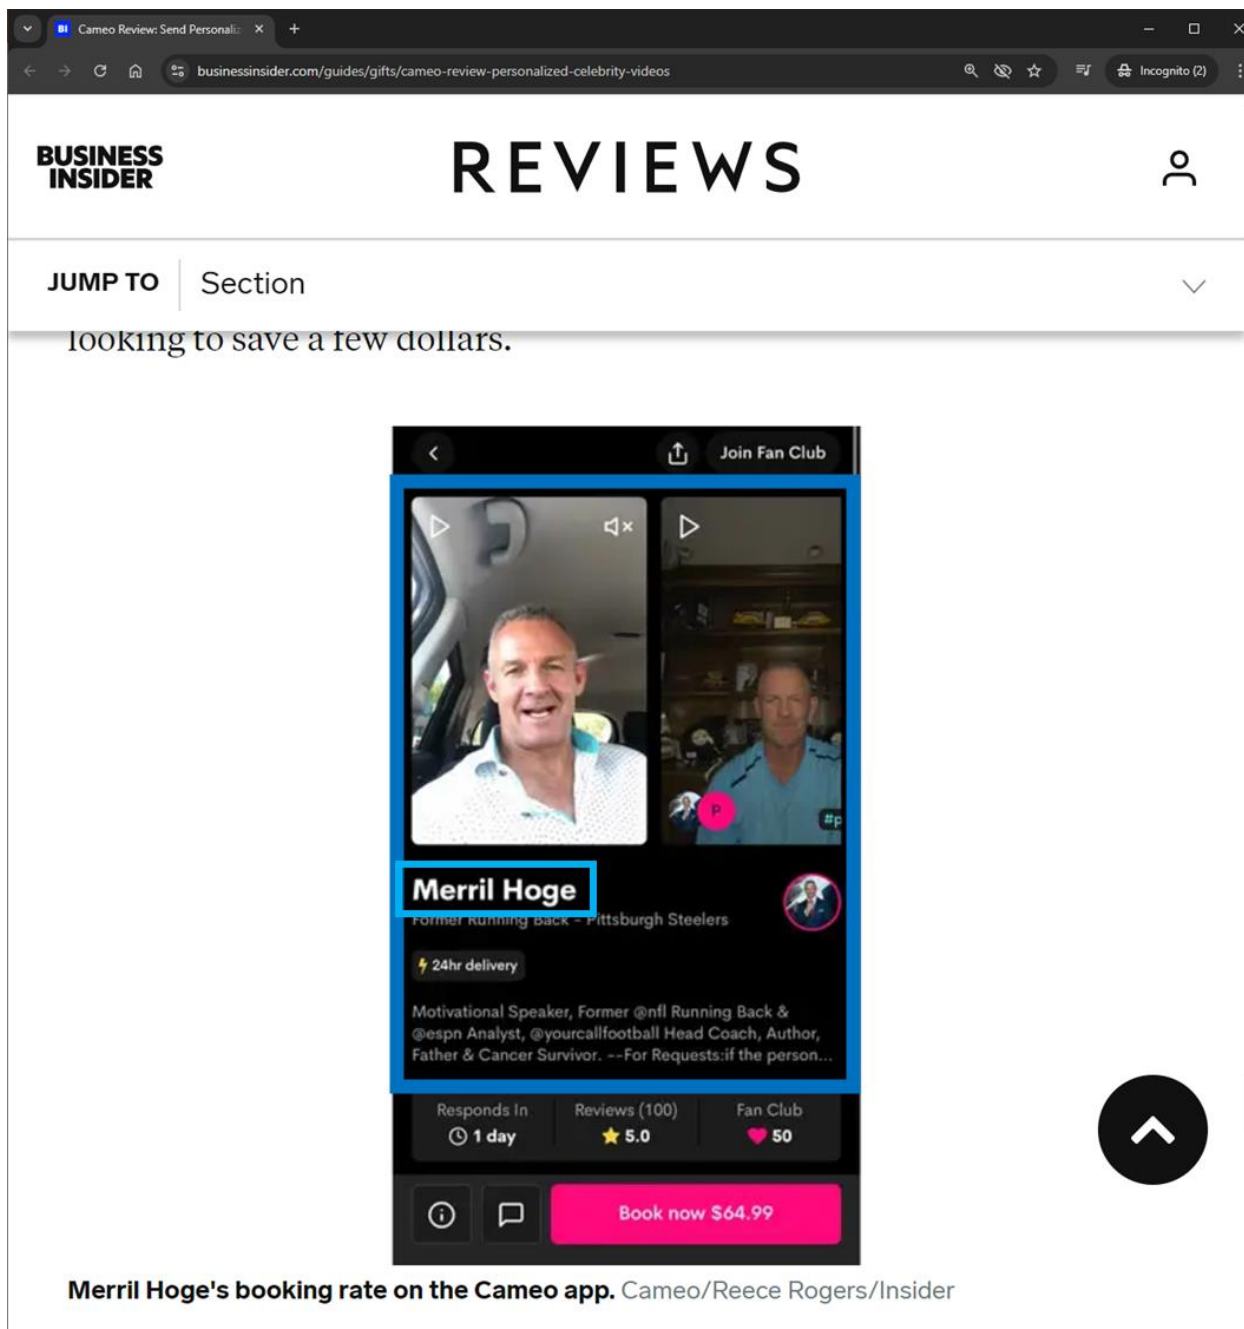 BI Cameo Review: Send Personaliz
businessinsider.com/guides/gifts/cameo-review-personalized-celebrity-videos
Incognito (2)
BUSINESS
INSIDER
REVIEWS
JUMP TO Section
looking to save a few dollars.
Join Fan Club
P
#p
Merril Hoge
Former Running Back - Pittsburgh Steelers
24hr delivery
Motivational Speaker, Former @nfl Running Back &
@espn Analyst, @yourcallfootball Head Coach, Author,
Father & Cancer Survivor. --For Requests:if the person...
Responds In Reviews (100) Fan Club
1 day 5.0 50
Book now $64.99
Merril Hoge's booking rate on the Cameo app. Cameo/Reece Rogers/Insider